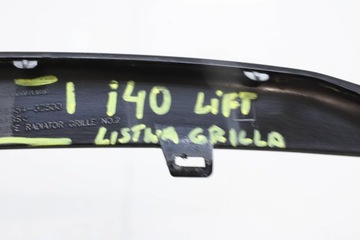 I i40 LiFT
LISTWA GRILLA
RADIATOR GRILLE NO.2